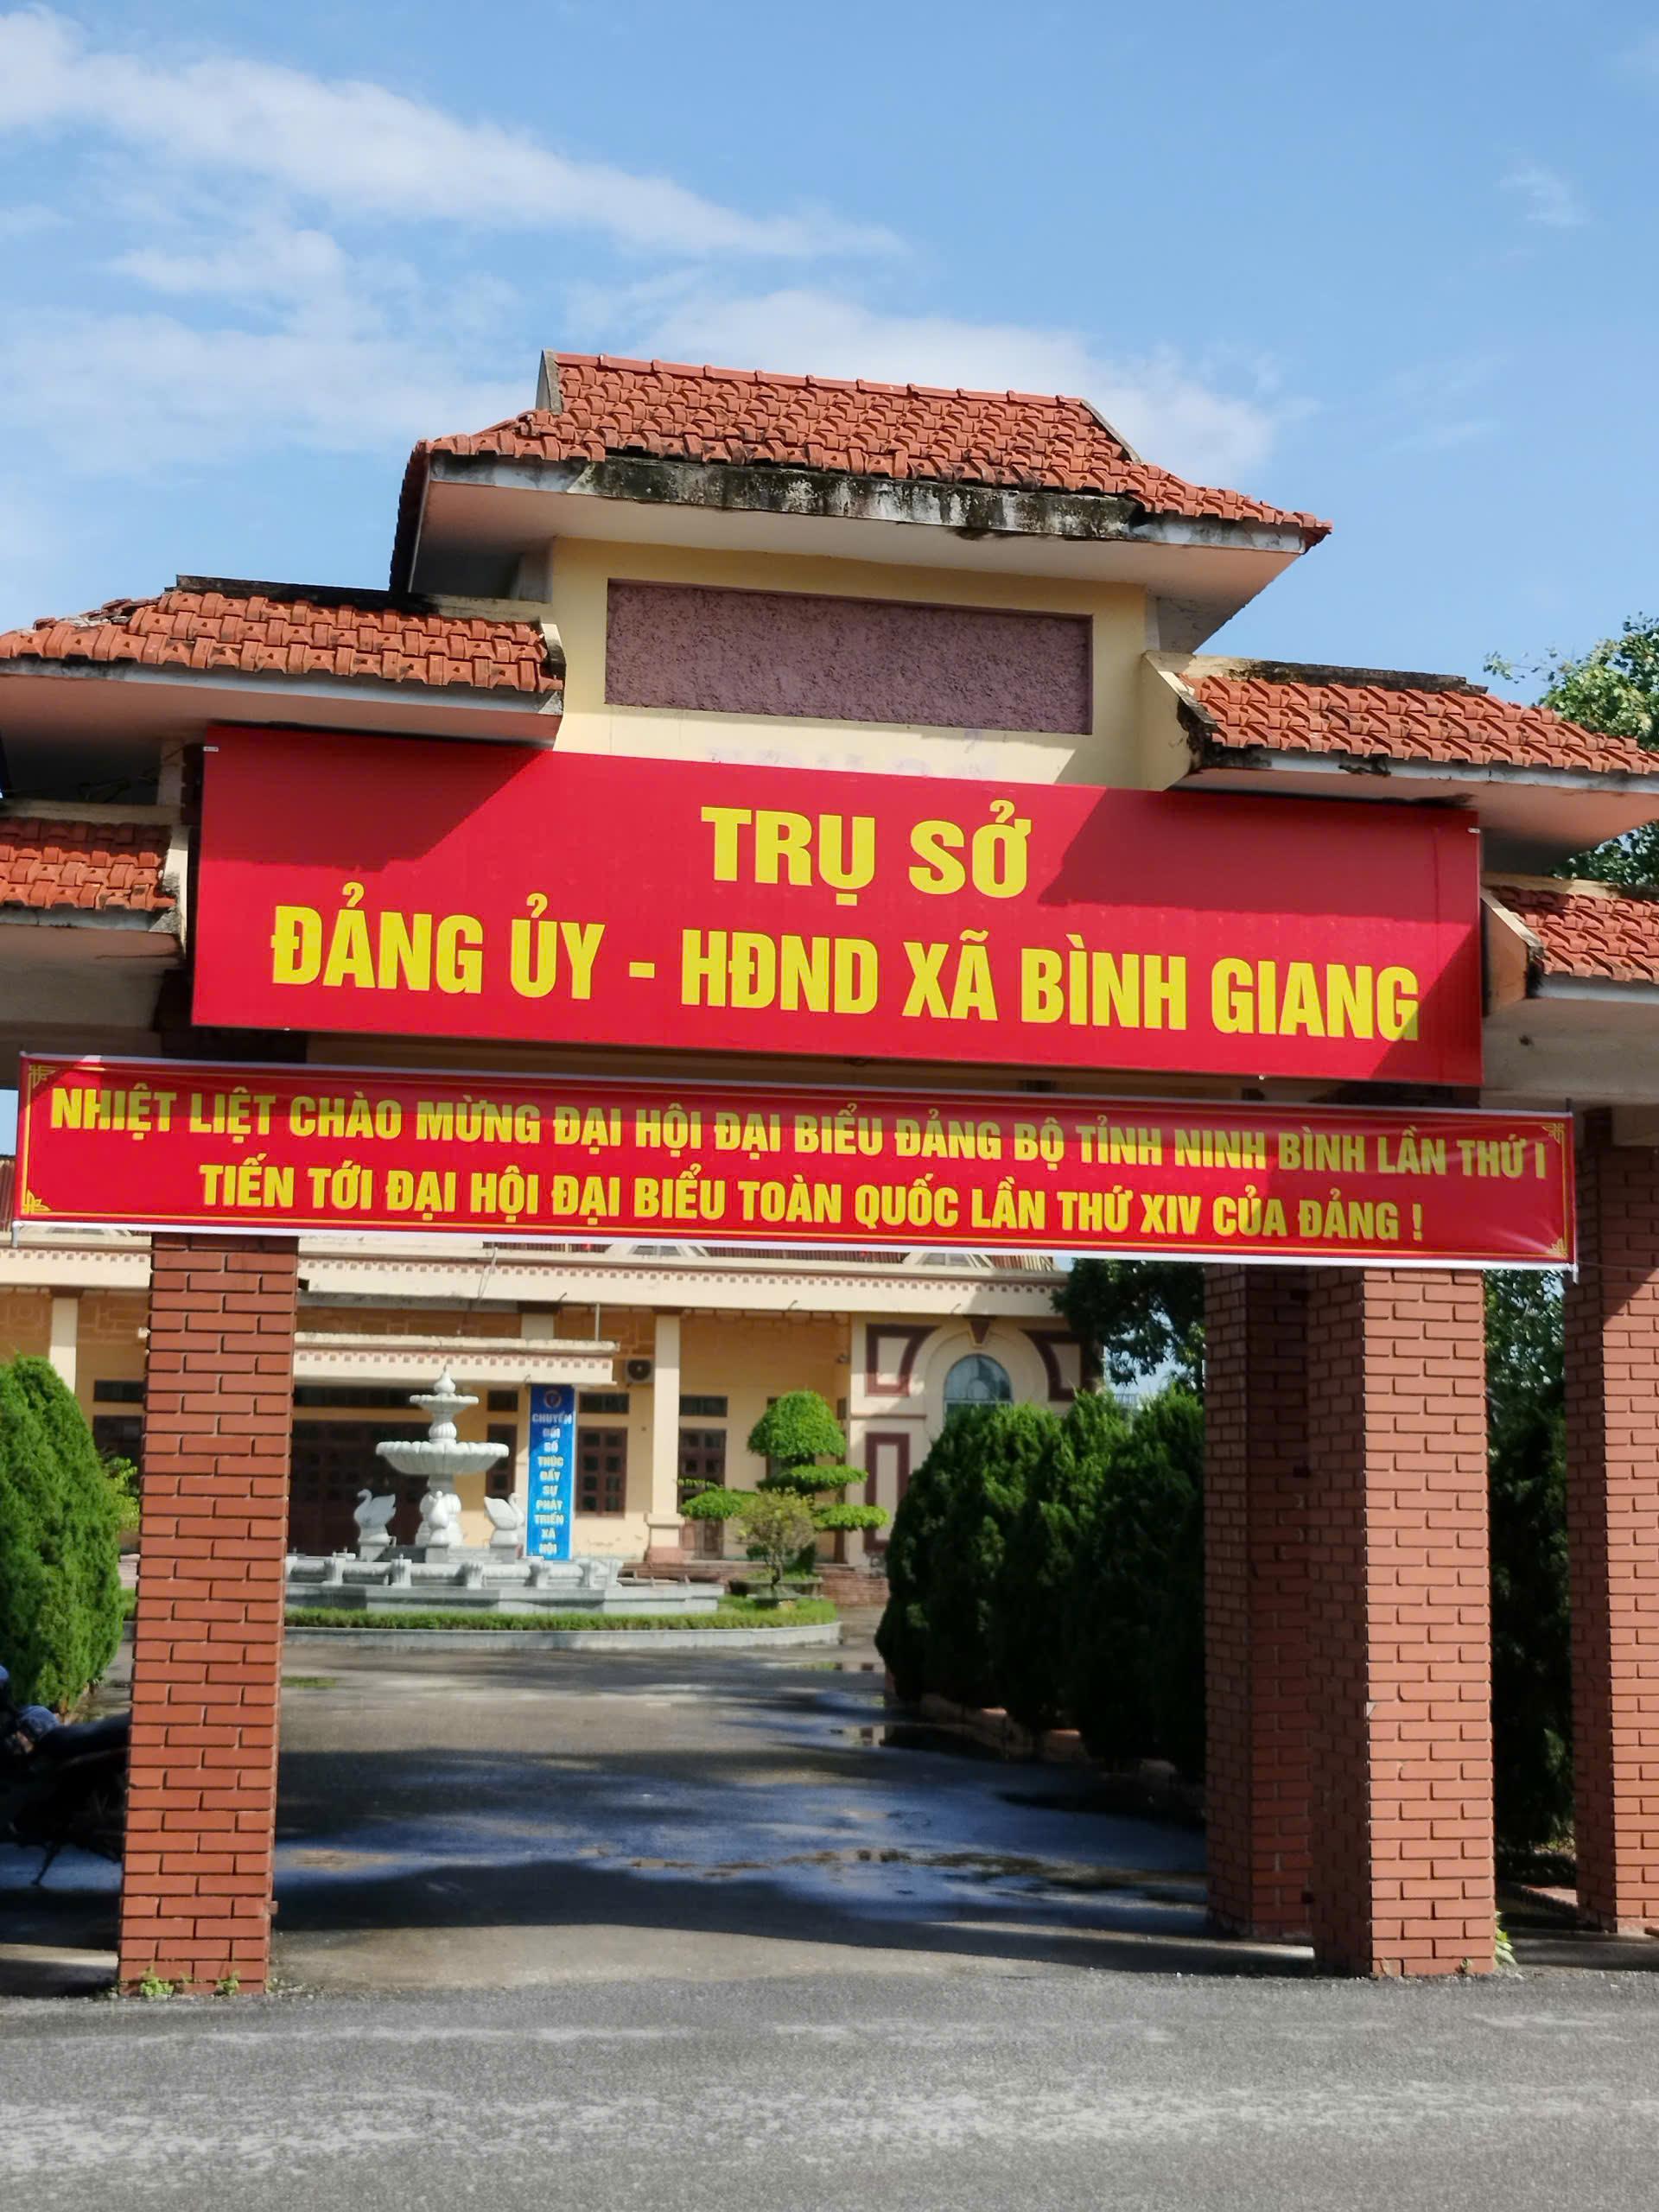 TRỤ SỞ
ĐẢNG ỦY - HĐND XÃ BÌNH GIANG
NHIỆT LIỆT CHÀO MỪNG ĐẠI HỘI ĐẠI BIỂU ĐẢNG BỘ TỈNH NINH BÌNH LẦN THỨ I
TIẾN TỚI ĐẠI HỘI ĐẠI BIỂU TOÀN QUỐC LẦN THỨ XIV CỦA ĐẢNG !
CHUYỂN
ĐỔI
SỐ
THÚC
ĐẨY
SỰ
PHÁT
TRIỂN
XÃ
HỘI